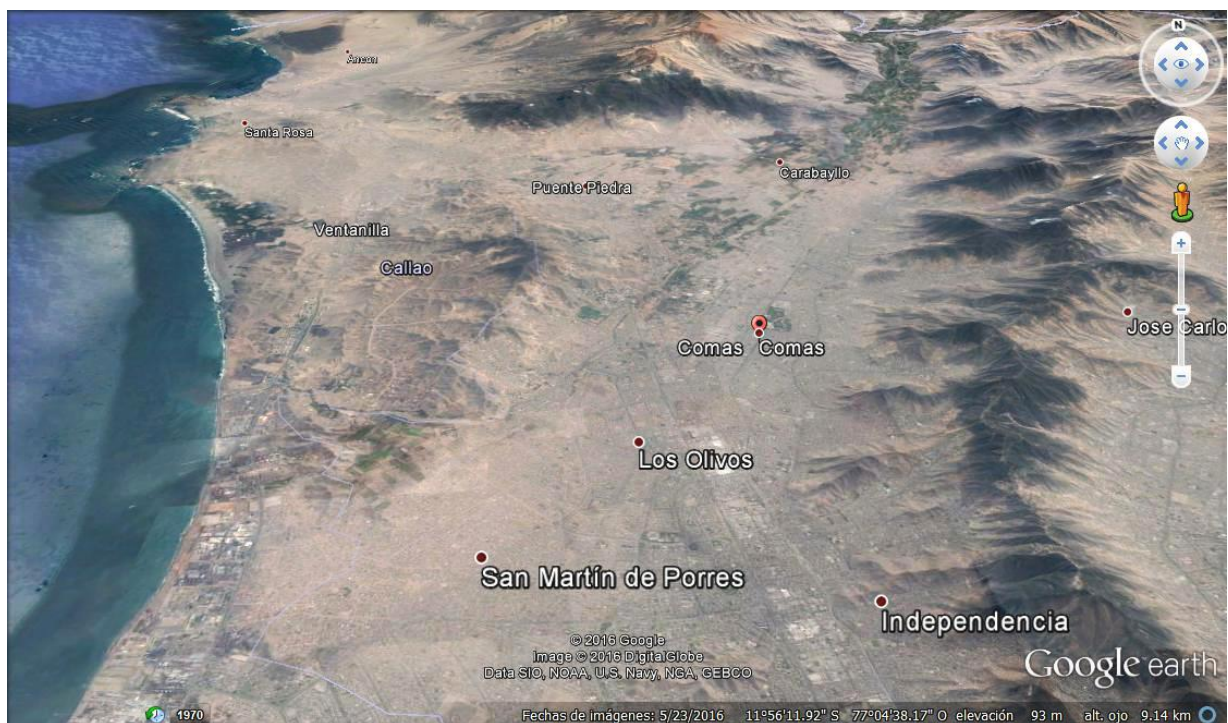 N
Ancon
Santa Rosa
Carabayllo
Puente Piedra
Ventanilla
Callao
Jose Carlo
Comas Comas
Los Olivos
San Martín de Porres
Independencia
© 2016 Google
Image © 2016 DigitalGlobe
Data SIO, NOAA, U.S. Navy, NGA, GEBCO
Google earth
1970
Fechas de imágenes: 5/23/2016 11°56'11.92" S 77°04'38.17" O elevación 93 m alt. ojo 9.14 km